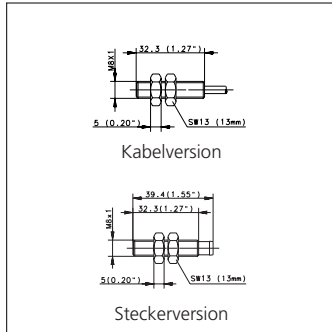 32.3 (1.27")
M8X1
5 (0.20")
SW13 (13mm)
Kabelversion
39.4(1.55")
32.3(1.27")
M8x1
5(0.20")
SW13 (13mm)
Steckerversion